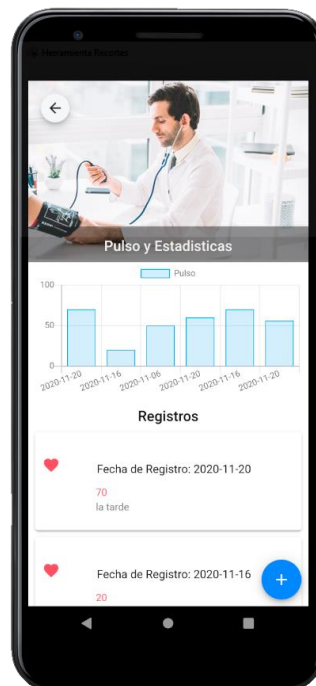 Herramienta Recortes
Pulso y Estadisticas
Pulso
100
50
0
2020-11-20
2020-11-16
2020-11-06
2020-11-20
2020-11-16
2020-11-20
Registros
Fecha de Registro: 2020-11-20
70
la tarde
Fecha de Registro: 2020-11-16
20